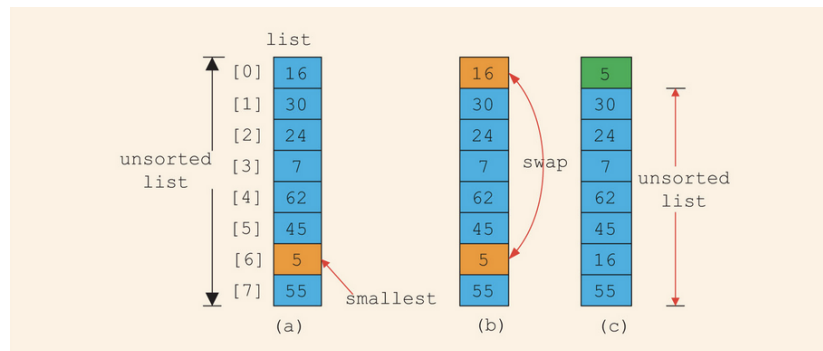 list
[0] 16 16 5
[1] 30 30 30
[2] 24 24 24
[3] 7 7 7
[4] 62 62 62
[5] 45 45 45
[6] 5 5 16
[7] 55 55 55
unsorted
list
smallest
swap
unsorted
list
(a) (b) (c)